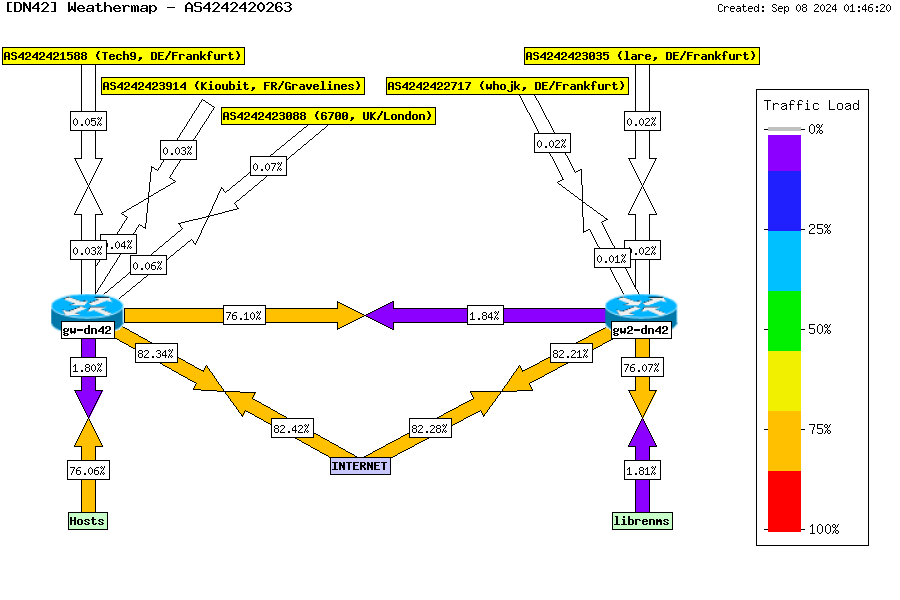 [DN42] Weathermap - AS4242420263
Created: Sep 08 2024 01:46:20
AS4242421588 (Tech9, DE/Frankfurt)
AS4242423035 (lare, DE/Frankfurt)
AS4242423914 (Kioubit, FR/Gravelines)
AS4242422717 (whojk, DE/Frankfurt)
AS4242423088 (6700, UK/London)
Traffic Load
0%
25%
50%
75%
100%
0.05%
0.03%
0.07%
0.02%
0.02%
0.03%
.04%
0.06%
0.01%
.02%
76.10%
1.84%
gw-dn42
gw2-dn42
82.34%
82.21%
1.80%
76.07%
82.42%
82.28%
INTERNET
76.06%
1.81%
Hosts
librenms